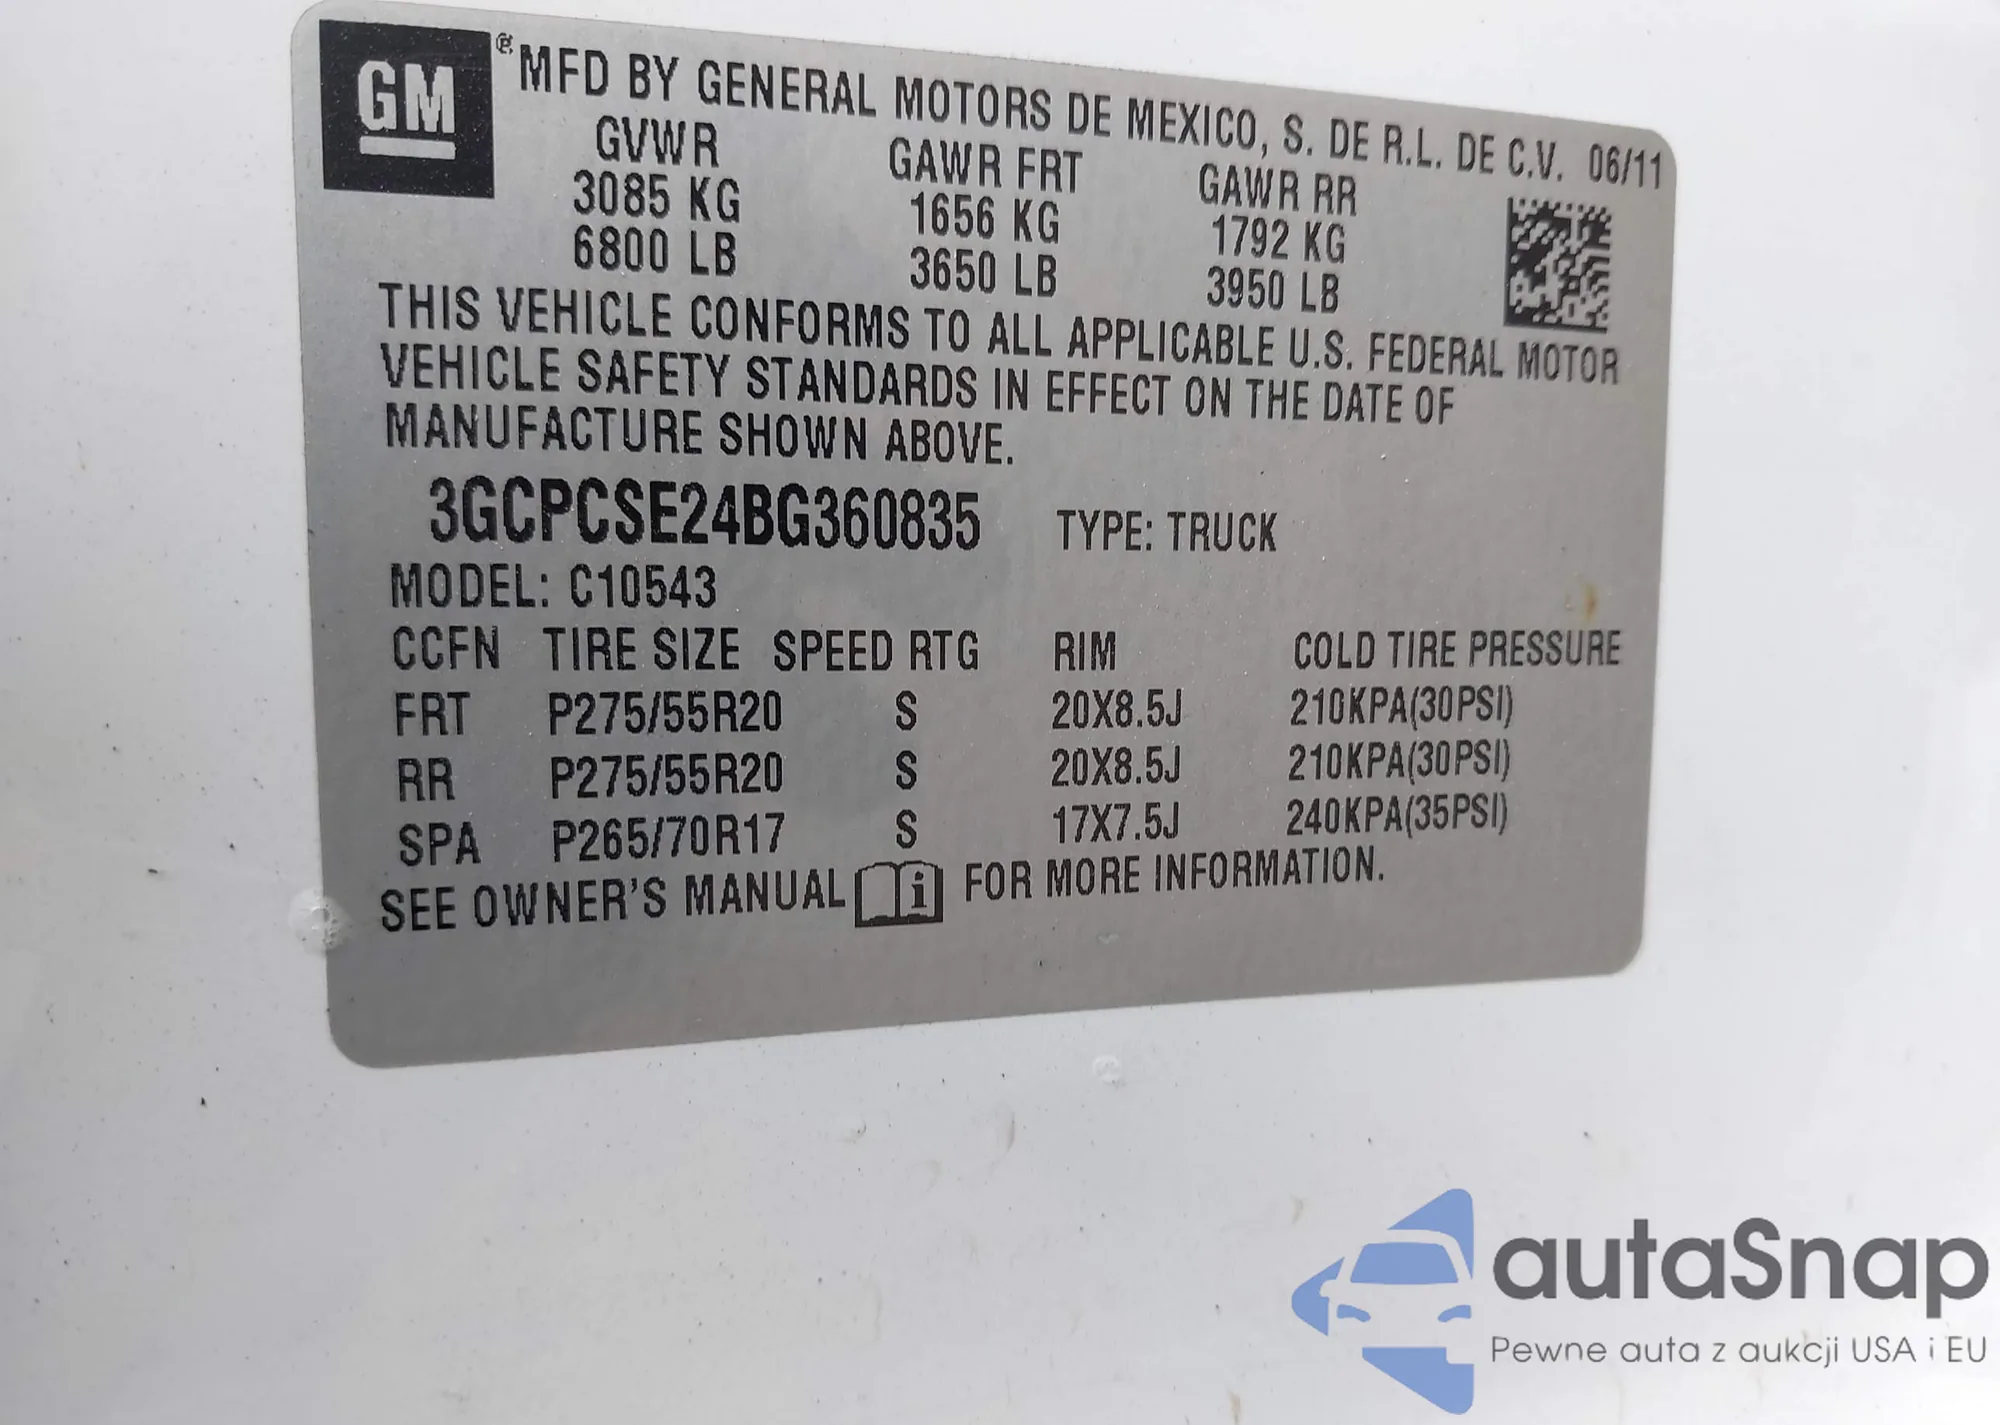 GM ® MFD BY GENERAL MOTORS DE MEXICO, S. DE R.L. DE C.V. 06/11
GVWR GAWR FRT GAWR RR
3085 KG 1656 KG 1792 KG
6800 LB 3650 LB 3950 LB
THIS VEHICLE CONFORMS TO ALL APPLICABLE U.S. FEDERAL MOTOR
VEHICLE SAFETY STANDARDS IN EFFECT ON THE DATE OF
MANUFACTURE SHOWN ABOVE.
3GCPCSE24BG360835 TYPE: TRUCK
MODEL: C10543
CCFN TIRE SIZE SPEED RTG RIM COLD TIRE PRESSURE
FRT P275/55R20 S 20X8.5J 210KPA(30PSI)
RR P275/55R20 S 20X8.5J 210KPA(30PSI)
SPA P265/70R17 S 17X7.5J 240KPA(35PSI)
SEE OWNER'S MANUAL i FOR MORE INFORMATION.
autaSnap
Pewne auta z aukcji USA i EU